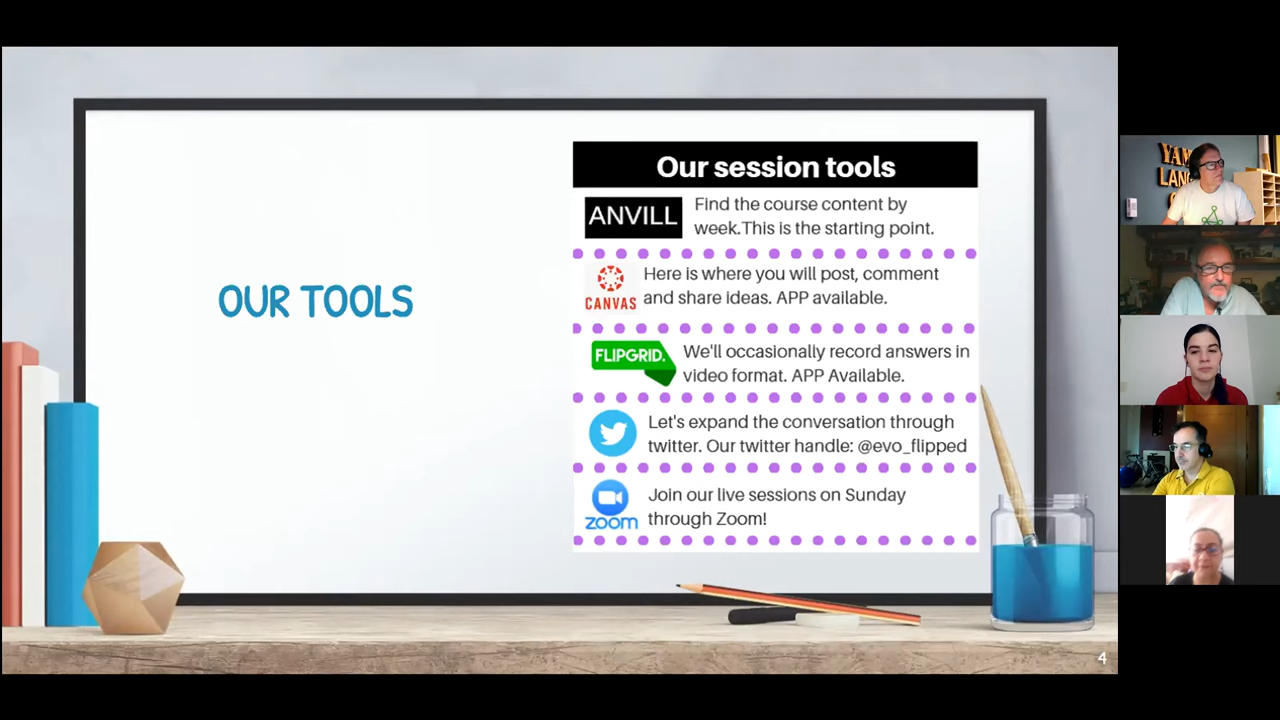 OUR TOOLS
Our session tools
ANVILL
Find the course content by
week.This is the starting point.
CANVAS
Here is where you will post, comment
and share ideas. APP available.
FLIPGRID.
We'll occasionally record answers in
video format. APP Available.
Let's expand the conversation through
twitter. Our twitter handle: @evo_flipped
zoom
Join our live sessions on Sunday
through Zoom!
4